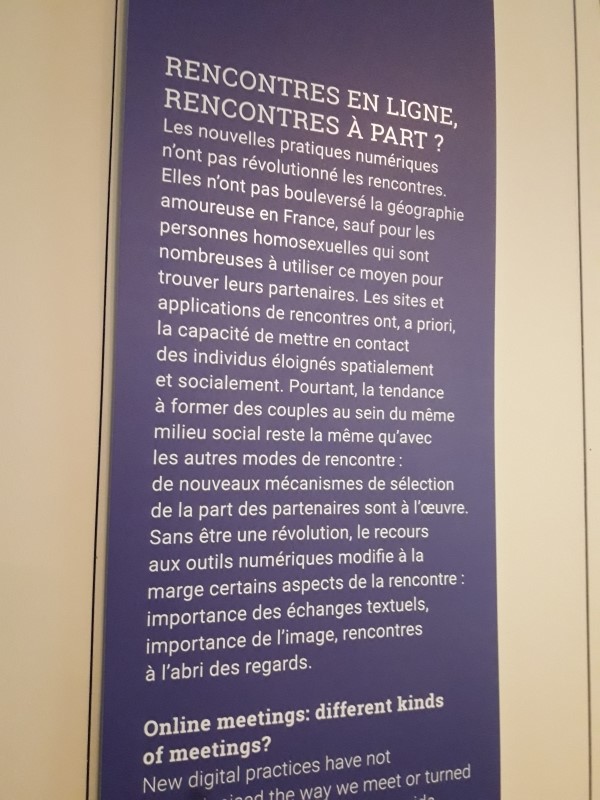 RENCONTRES EN LIGNE,
RENCONTRES À PART ?
Les nouvelles pratiques numériques
n'ont pas révolutionné les rencontres.
Elles n'ont pas bouleversé la géographie
amoureuse en France, sauf pour les
personnes homosexuelles qui sont
nombreuses à utiliser ce moyen pour
trouver leurs partenaires. Les sites et
applications de rencontres ont, a priori,
la capacité de mettre en contact
des individus éloignés spatialement
et socialement. Pourtant, la tendance
à former des couples au sein du même
milieu social reste la même qu'avec
les autres modes de rencontre :
de nouveaux mécanismes de sélection
de la part des partenaires sont à l'œuvre.
Sans être une révolution, le recours
aux outils numériques modifie à la
marge certains aspects de la rencontre :
importance des échanges textuels,
importance de l'image, rencontres
à l'abri des regards.
Online meetings: different kinds
of meetings?
New digital practices have not
the way we meet or turned